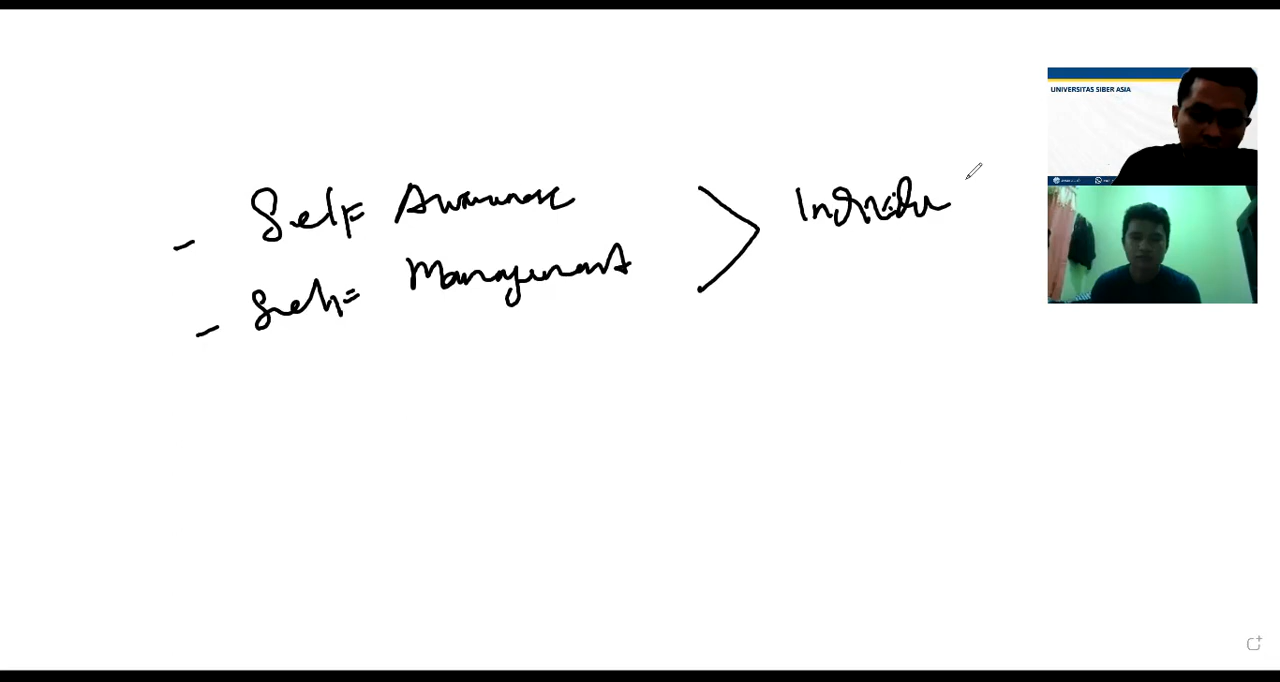 UNIVERSITAS SIBER ASIA
- Self Awareness
- Self Management
Individu